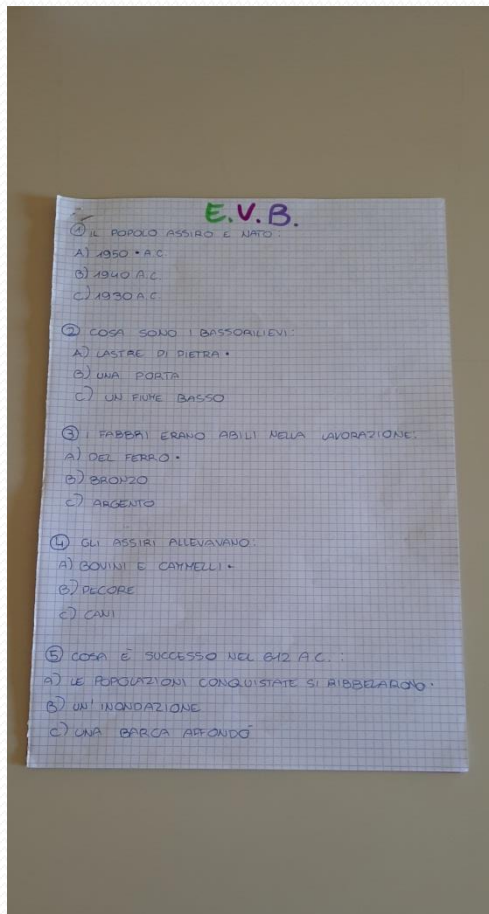 E.V.B.
① IL POPOLO ASSIRO È NATO:
A) 1950 • A.C.
B) 1940 A.C.
C) 1930 A.C.
② COSA SONO I BASSORILIEVI:
A) LASTRE DI PIETRA •
B) UNA PORTA
C) UN FIUME BASSO
③ I FABBRI ERANO ABILI NELLA LAVORAZIONE:
A) DEL FERRO •
B) BRONZO
C) ARGENTO
④ GLI ASSIRI ALLEVAVANO:
A) BOVINI E CAMMELLI •
B) PECORE
C) CANI
⑤ COSA È SUCCESSO NEL 612 A.C.:
A) LE POPOLAZIONI CONQUISTATE SI RIBBELARONO •
B) UN' INONDAZIONE
C) UNA BARCA AFFONDÒ